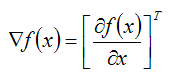 ∇f(x) = [∂f(x)/∂x]^T